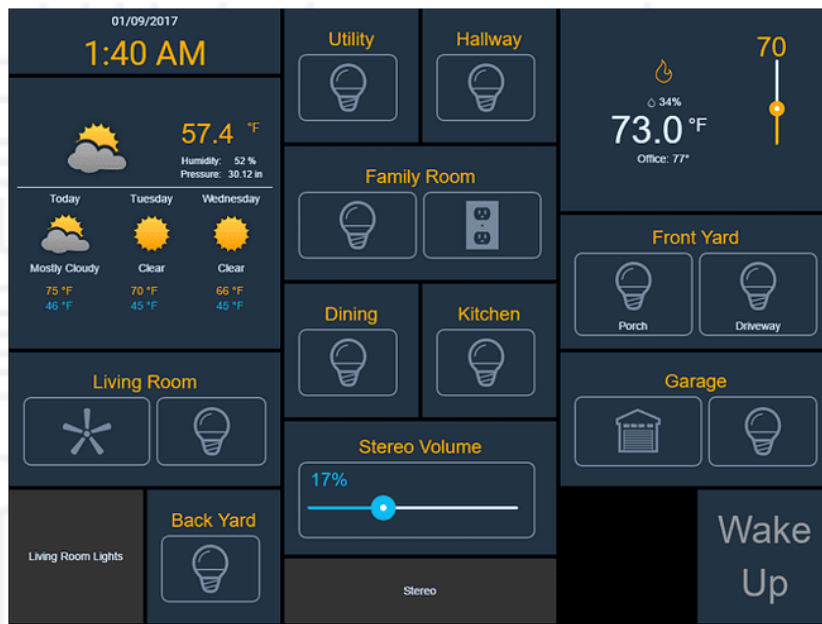 01/09/2017
1:40 AM
57.4 °F
Humidity: 52 %
Pressure: 30.12 in
Today Tuesday Wednesday
Mostly Cloudy Clear Clear
75 °F 70 °F 66 °F
46 °F 45 °F 45 °F
Living Room
Living Room Lights
Back Yard
Utility
Hallway
Family Room
Dining
Kitchen
Stereo Volume
17%
Stereo
70
34%
73.0 °F
Office: 77°
Front Yard
Porch
Driveway
Garage
Wake
Up